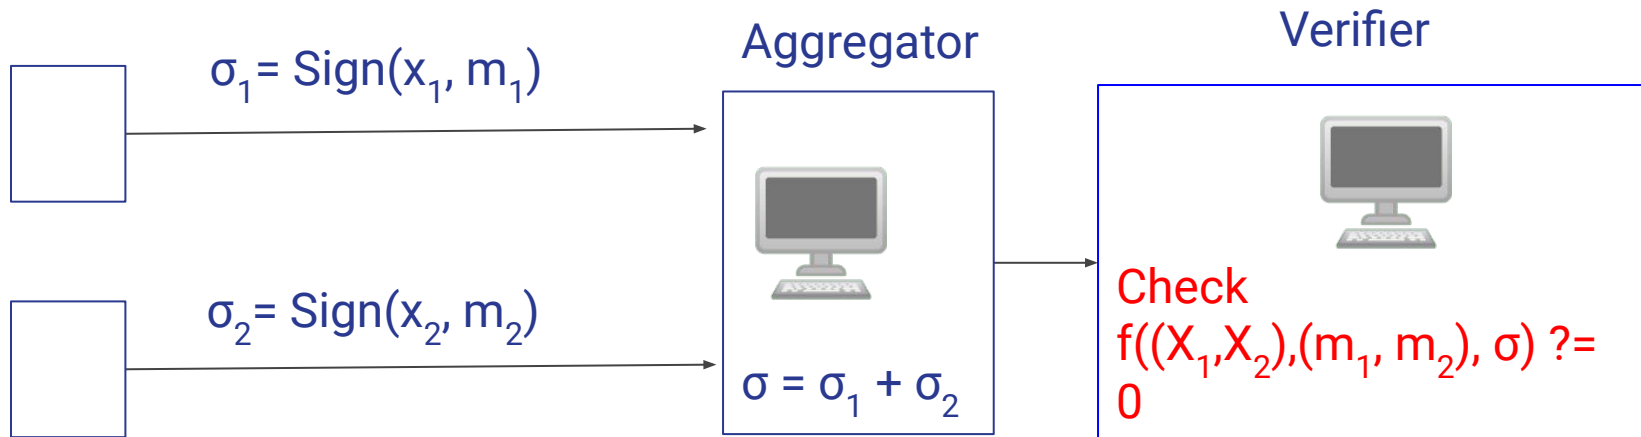 σ₁= Sign(x₁, m₁)
Aggregator
Verifier
σ₂= Sign(x₂, m₂)
σ = σ₁ + σ₂
Check
f((X₁,X₂),(m₁, m₂), σ) ?=
0